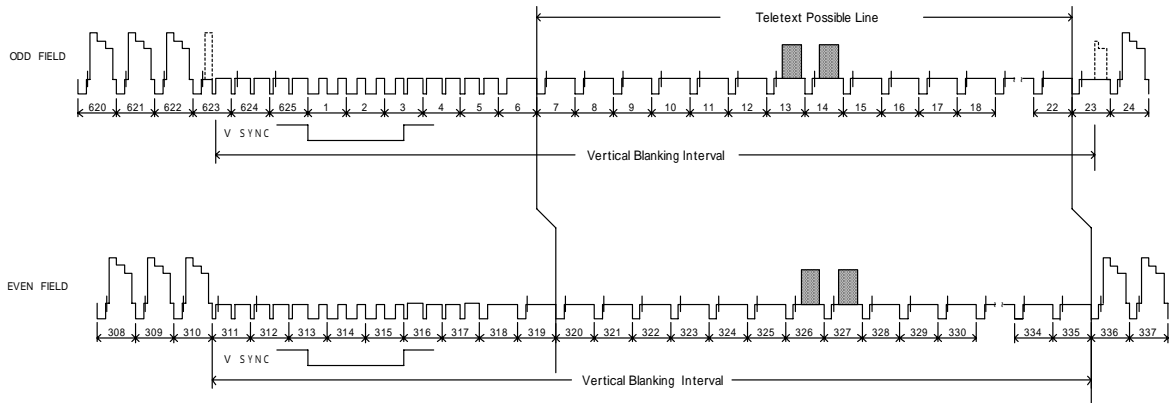 Teletext Possible Line
ODD FIELD
620 621 622 623 624 625 1 2 3 4 5 6 7 8 9 10 11 12 13 14 15 16 17 18 22 23 24
V SYNC
Vertical Blanking Interval
EVEN FIELD
308 309 310 311 312 313 314 315 316 317 318 319 320 321 322 323 324 325 326 327 328 329 330 334 335 336 337
V SYNC
Vertical Blanking Interval